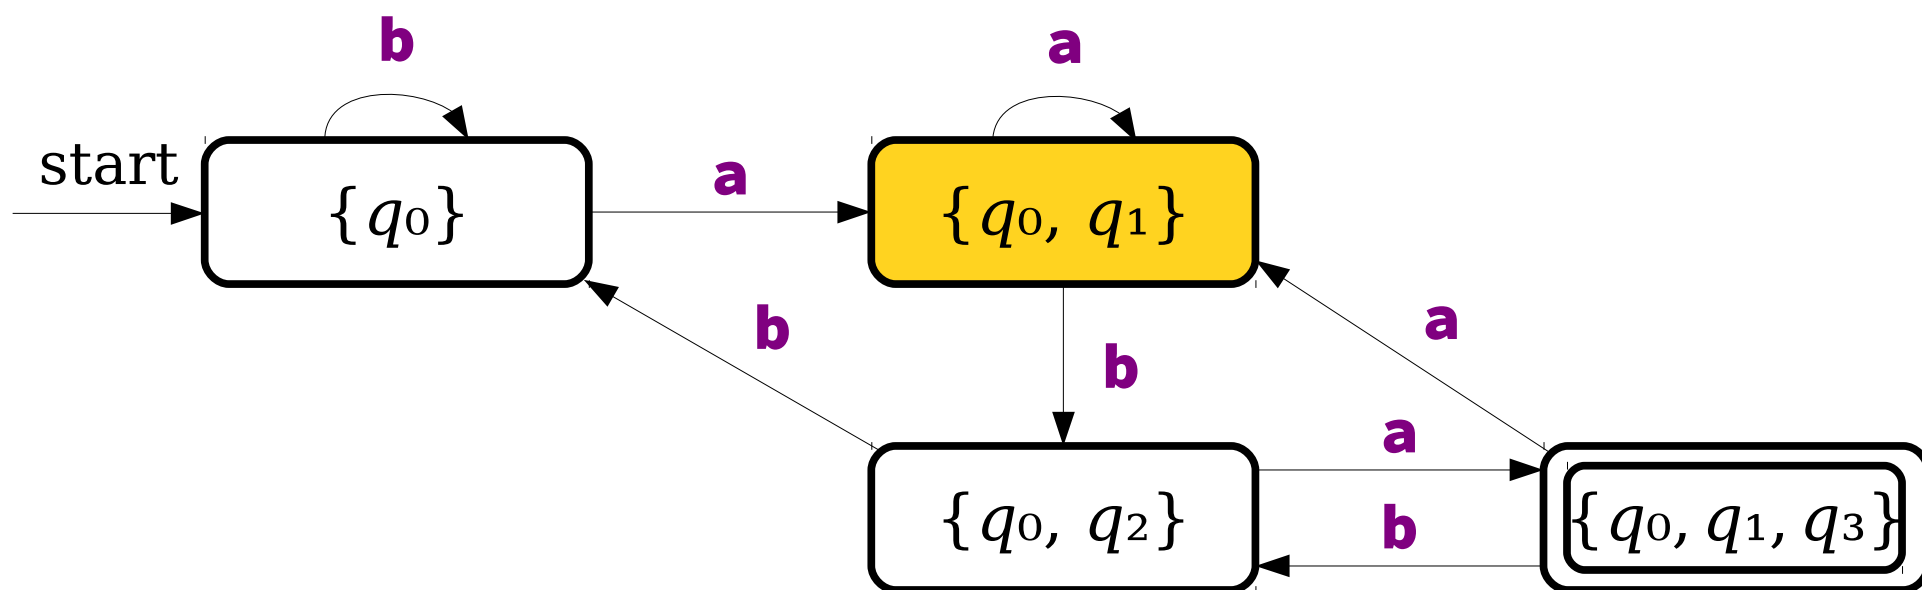 b
a
start
{q₀}
a
{q₀, q₁}
b
b
a
a
{q₀, q₂}
b
{q₀, q₁, q₃}